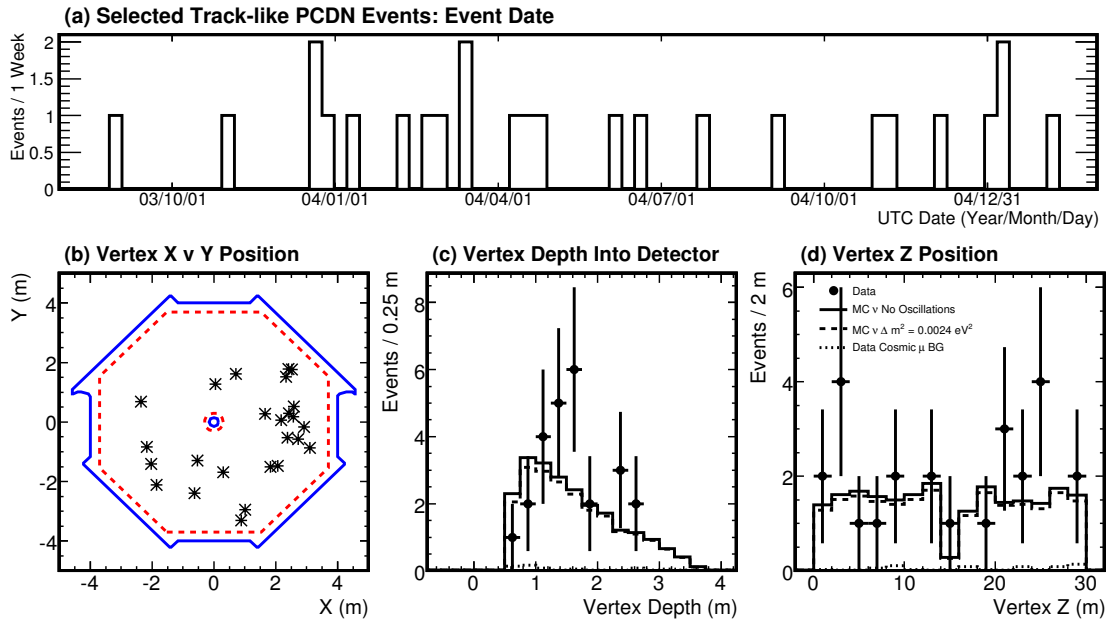 (a) Selected Track-like PCDN Events: Event Date
Events / 1 Week
2
1.5
1
0.5
0
03/10/01 04/01/01 04/04/01 04/07/01 04/10/01 04/12/31
UTC Date (Year/Month/Day)
(b) Vertex X v Y Position
Y (m)
4
2
0
-2
-4
-4 -2 0 2 4
X (m)
(c) Vertex Depth Into Detector
Events / 0.25 m
8
6
4
2
0
0 1 2 3 4
Vertex Depth (m)
(d) Vertex Z Position
Events / 2 m
6
4
2
0
Data
MC ν No Oscillations
MC ν Δ m² = 0.0024 eV²
Data Cosmic μ BG
0 10 20 30
Vertex Z (m)